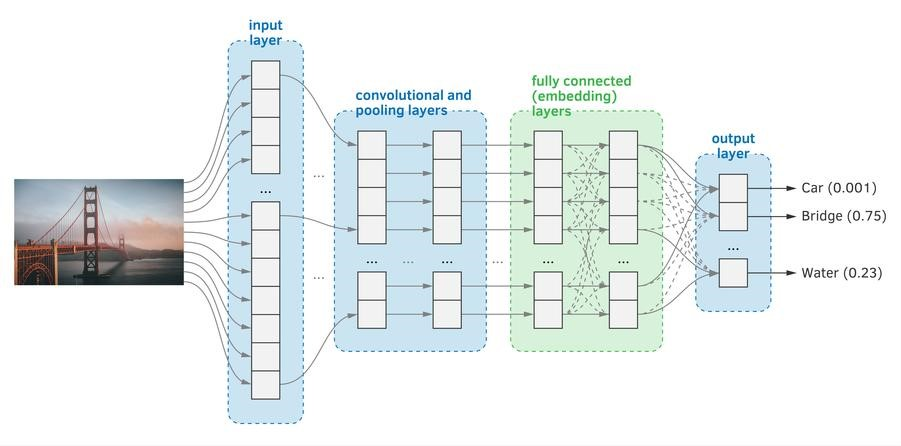 input
layer
convolutional and
pooling layers
fully connected
(embedding)
layers
output
layer
...
...
...
...
...
...
...
...
...
...
...
Car (0.001)
Bridge (0.75)
Water (0.23)